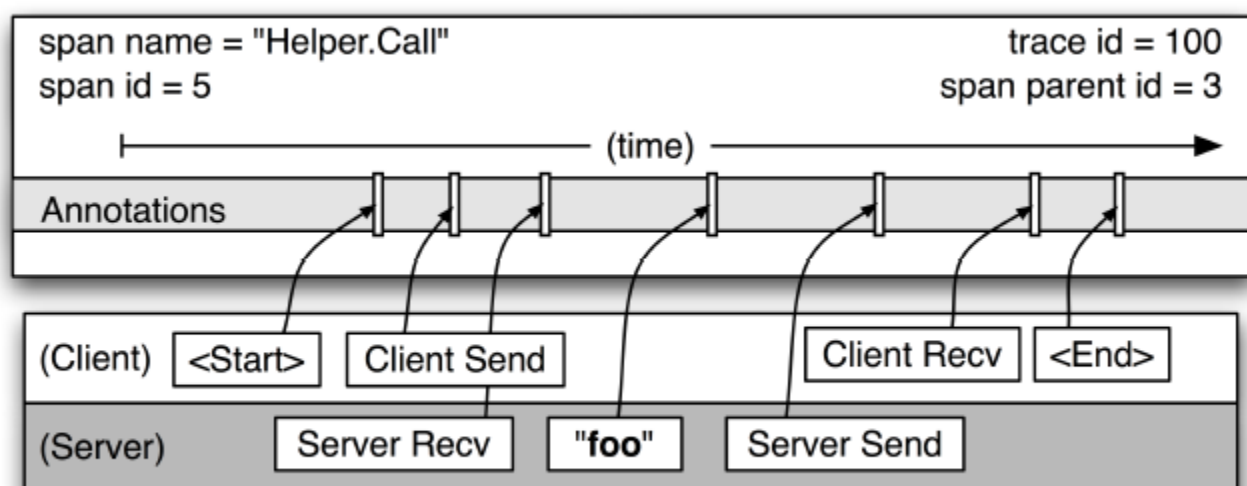 span name = "Helper.Call"
trace id = 100
span id = 5
span parent id = 3
(time)
Annotations
(Client)
<Start>
Client Send
Client Recv
<End>
(Server)
Server Recv
"foo"
Server Send